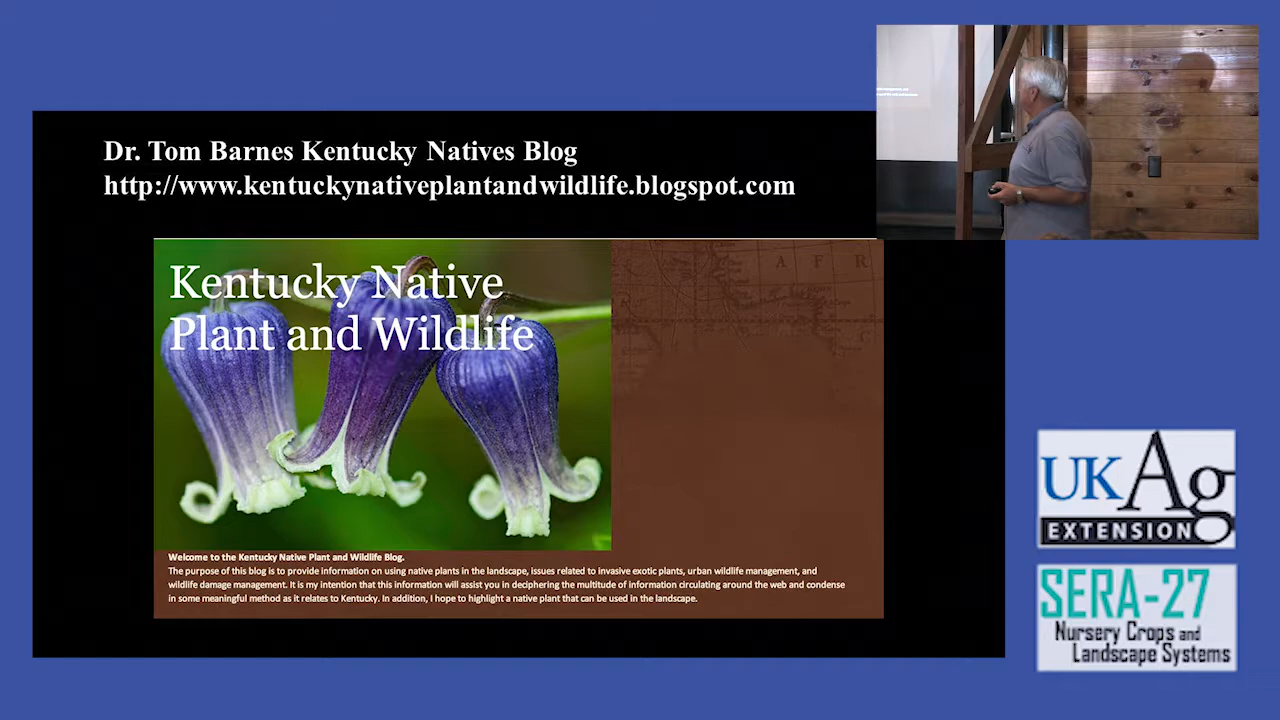 Dr. Tom Barnes Kentucky Natives Blog
http://www.kentuckynativeplantandwildlife.blogspot.com
Kentucky Native
Plant and Wildlife
A F R
Welcome to the Kentucky Native Plant and Wildlife Blog.
The purpose of this blog is to provide information on using native plants in the landscape, issues related to invasive exotic plants, urban wildlife management, and
wildlife damage management. It is my intention that this information will assist you in deciphering the multitude of information circulating around the web and condense
in some meaningful method as it relates to Kentucky. In addition, I hope to highlight a native plant that can be used in the landscape.
UK Ag
EXTENSION
SERA-27
Nursery Crops and
Landscape Systems